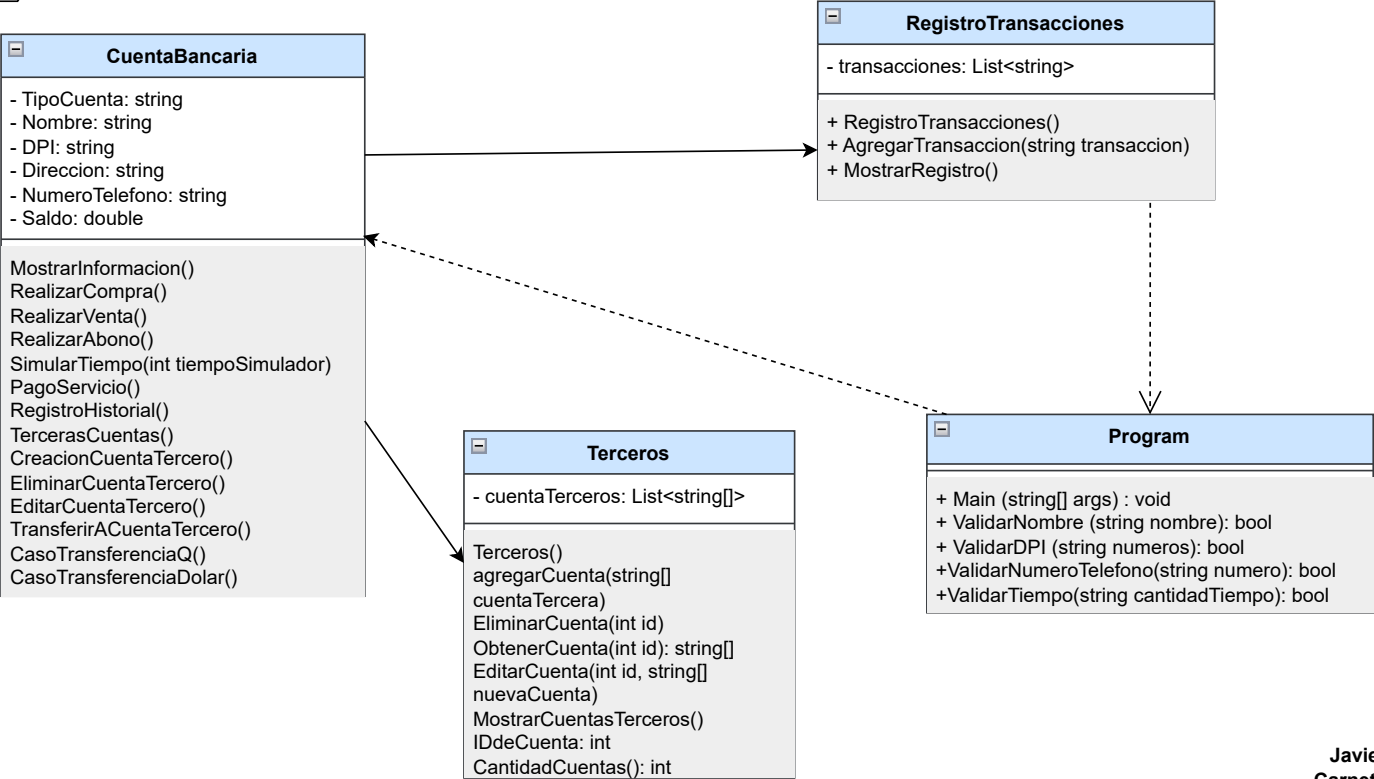 CuentaBancaria
- TipoCuenta: string
- Nombre: string
- DPI: string
- Direccion: string
- NumeroTelefono: string
- Saldo: double
MostrarInformacion()
RealizarCompra()
RealizarVenta()
RealizarAbono()
SimularTiempo(int tiempoSimulador)
PagoServicio()
RegistroHistorial()
TercerasCuentas()
CreacionCuentaTercero()
EliminarCuentaTercero()
EditarCuentaTercero()
TransferirACuentaTercero()
CasoTransferenciaQ()
CasoTransferenciaDolar()
RegistroTransacciones
- transacciones: List<string>
+ RegistroTransacciones()
+ AgregarTransaccion(string transaccion)
+ MostrarRegistro()
Terceros
- cuentaTerceros: List<string[]>
Terceros()
agregarCuenta(string[]
cuentaTercera)
EliminarCuenta(int id)
ObtenerCuenta(int id): string[]
EditarCuenta(int id, string[]
nuevaCuenta)
MostrarCuentasTerceros()
IDdeCuenta: int
CantidadCuentas(): int
Program
+ Main (string[] args) : void
+ ValidarNombre (string nombre): bool
+ ValidarDPI (string numeros): bool
+ValidarNumeroTelefono(string numero): bool
+ValidarTiempo(string cantidadTiempo): bool
Javie
Carnet